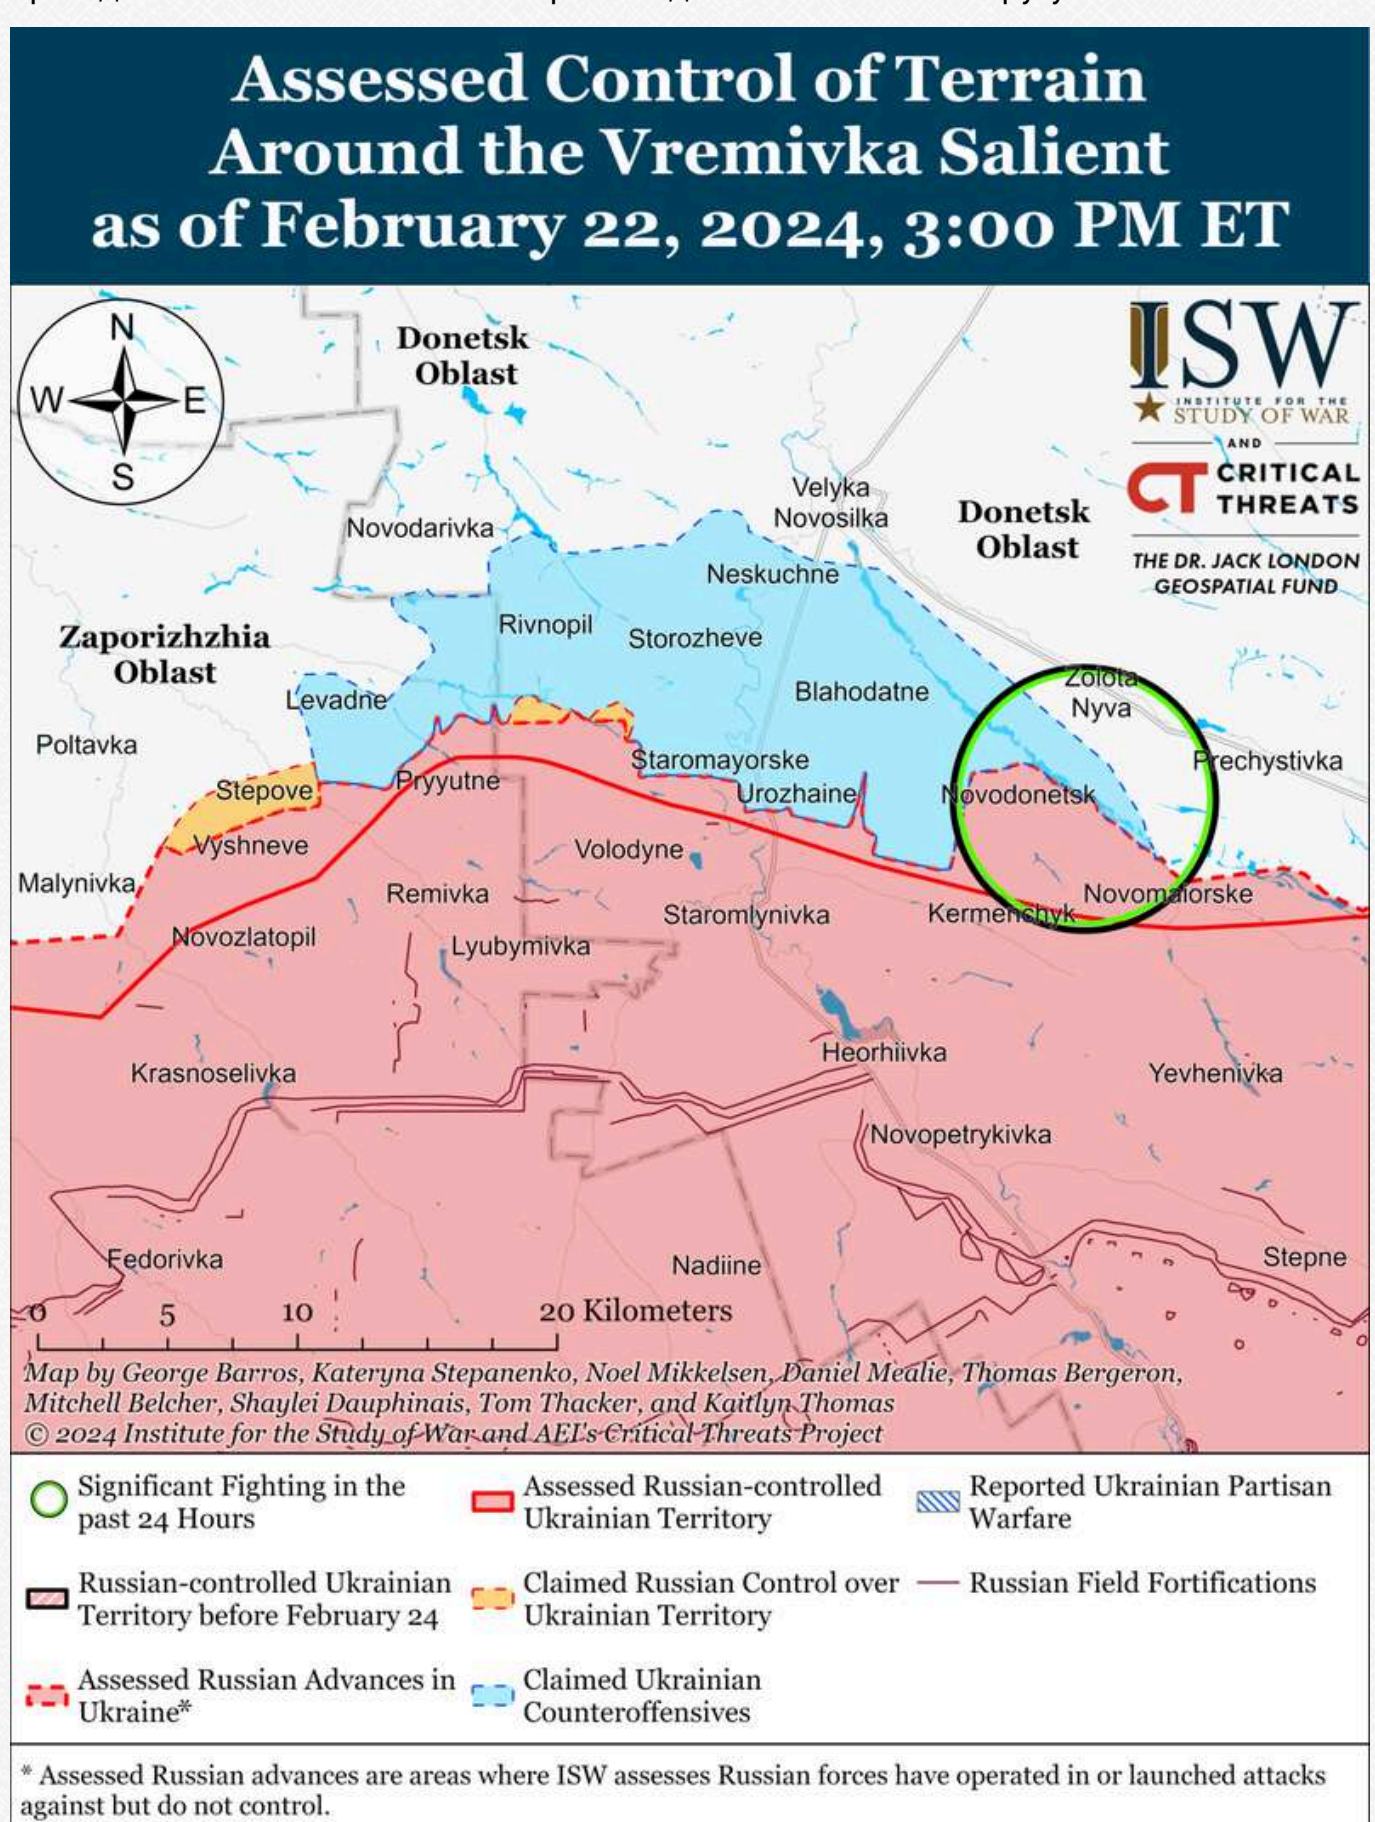 Assessed Control of Terrain
Around the Vremivka Salient
as of February 22, 2024, 3:00 PM ET
N
W
E
S
Donetsk
Oblast
ISW
INSTITUTE FOR THE
STUDY OF WAR
AND
CT CRITICAL
THREATS
THE DR. JACK LONDON
GEOSPATIAL FUND
Velyka
Novosilka
Donetsk
Oblast
Novodarivka
Neskuchne
Rivnopil
Storozheve
Zaporizhzhia
Oblast
Levadne
Blahodatne
Zolota
Nyva
Poltavka
Staromayorske
Prechystivka
Stepove
Pryyutne
Urozhaine
Novodonetsk
Vyshneve
Volodyne
Malynivka
Remivka
Staromlynivka
Kermenchyk
Novomaiorske
Novozlatopil
Lyubymivka
Heorhiivka
Krasnoselivka
Yevhenivka
Novopetrykivka
Fedorivka
Nadiine
Stepne
0 5 10 20 Kilometers
Map by George Barros, Kateryna Stepanenko, Noel Mikkelsen, Daniel Mealie, Thomas Bergeron,
Mitchell Belcher, Shaylei Dauphinais, Tom Thacker, and Kaitlyn Thomas
© 2024 Institute for the Study of War and AEI's Critical Threats Project
Significant Fighting in the
past 24 Hours
Russian-controlled Ukrainian
Territory before February 24
Assessed Russian Advances in
Ukraine*
Assessed Russian-controlled
Ukrainian Territory
Claimed Russian Control over
Ukrainian Territory
Claimed Ukrainian
Counteroffensives
Reported Ukrainian Partisan
Warfare
Russian Field Fortifications
* Assessed Russian advances are areas where ISW assesses Russian forces have operated in or launched attacks
against but do not control.